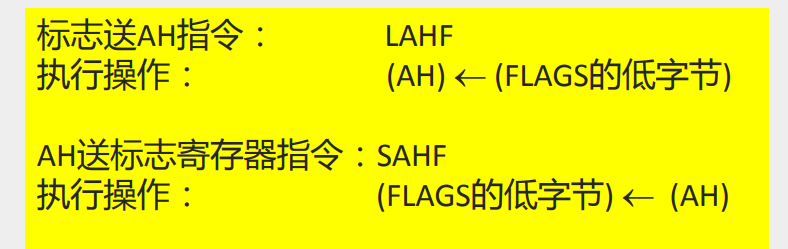 标志送AH指令： LAHF
执行操作： (AH) ← (FLAGS的低字节)
AH送标志寄存器指令：SAHF
执行操作： (FLAGS的低字节) ← (AH)